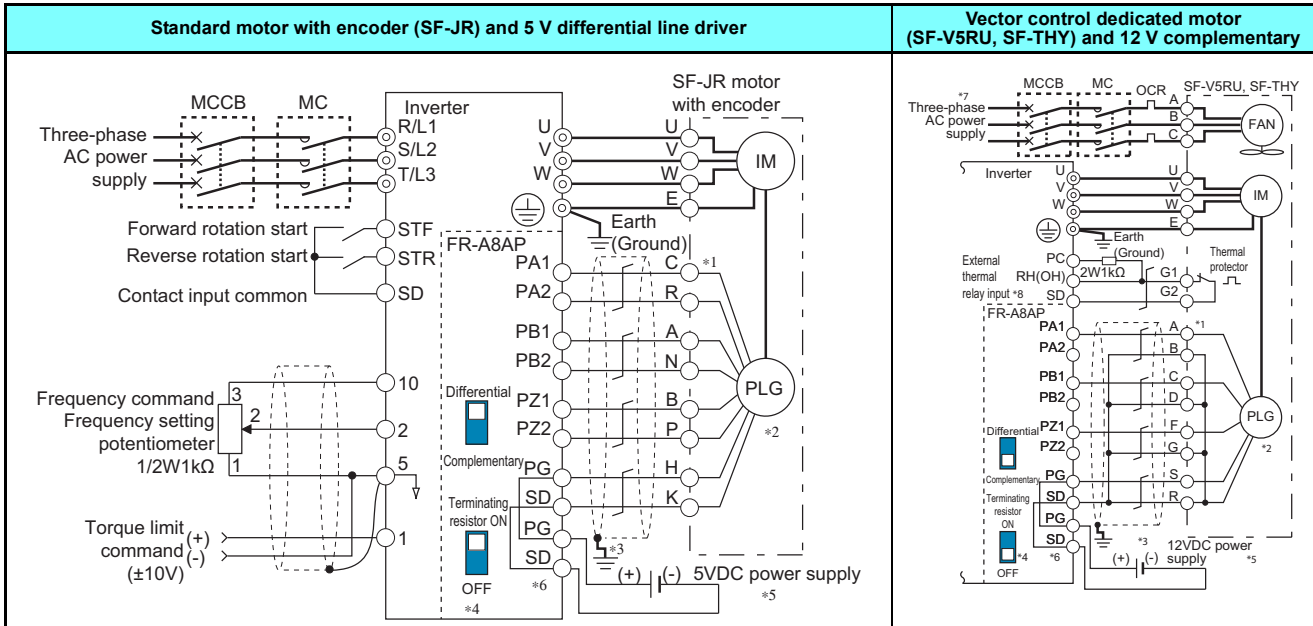 Standard motor with encoder (SF-JR) and 5 V differential line driver
MCCB MC
Inverter
SF-JR motor
with encoder
Three-phase
AC power
supply
R/L1
S/L2
T/L3
U
V
W
U
V
W
E
IM
Earth
(Ground)
Forward rotation start
Reverse rotation start
Contact input common
STF
STR
SD
FR-A8AP
PA1
PA2
PB1
PB2
PZ1
PZ2
PG
SD
PG
SD
C *1
R
A
N
B
P
H
K
PLG
*2
Differential
Complementary
Terminating
resistor ON
OFF
*4
*3
*6
Frequency command
Frequency setting
potentiometer
1/2W1kΩ
3
2
1
10
2
5
1
Torque limit
command
(±10V)
(+)
(-)
(+) (-) 5VDC power supply
*5
Vector control dedicated motor
(SF-V5RU, SF-THY) and 12 V complementary
MCCB MC OCR SF-V5RU, SF-THY
*7
Three-phase
AC power
supply
A
B
C
FAN
Inverter
U
V
W
U
V
W
E
IM
Earth
(Ground)
External
thermal
relay input *8
PC
RH(OH)
SD
2W1kΩ
G1
G2
Thermal
protector
FR-A8AP
PA1
PA2
PB1
PB2
PZ1
PZ2
PG
SD
PG
SD
A *1
B
C
D
F
G
S
R
PLG
*2
Differential
Complementary
Terminating
resistor
ON
*4
OFF
*6
*3
(+) (-)
12VDC power
supply
*5